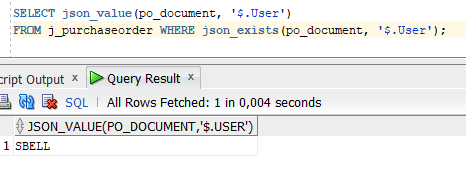 SELECT json_value(po_document, '$.User')
FROM j_purchaseorder WHERE json_exists(po_document, '$.User');
cript Output × Query Result ×
SQL | All Rows Fetched: 1 in 0,004 seconds
JSON_VALUE(PO_DOCUMENT,'$.USER')
1 SBELL